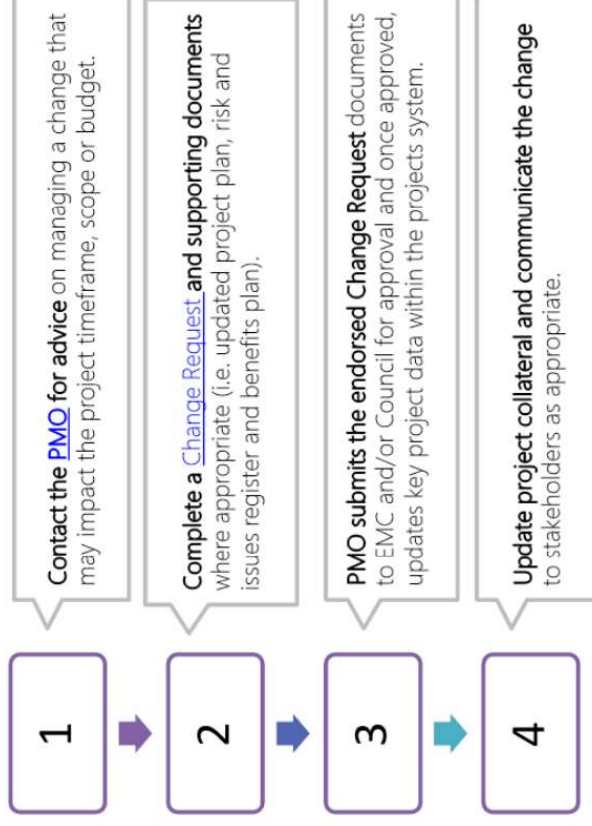 1
Contact the PMO for advice on managing a change that
may impact the project timeframe, scope or budget.
2
Complete a Change Request and supporting documents
where appropriate (i.e. updated project plan, risk and
issues register and benefits plan).
3
PMO submits the endorsed Change Request documents
to EMC and/or Council for approval and once approved,
updates key project data within the projects system.
4
Update project collateral and communicate the change
to stakeholders as appropriate.